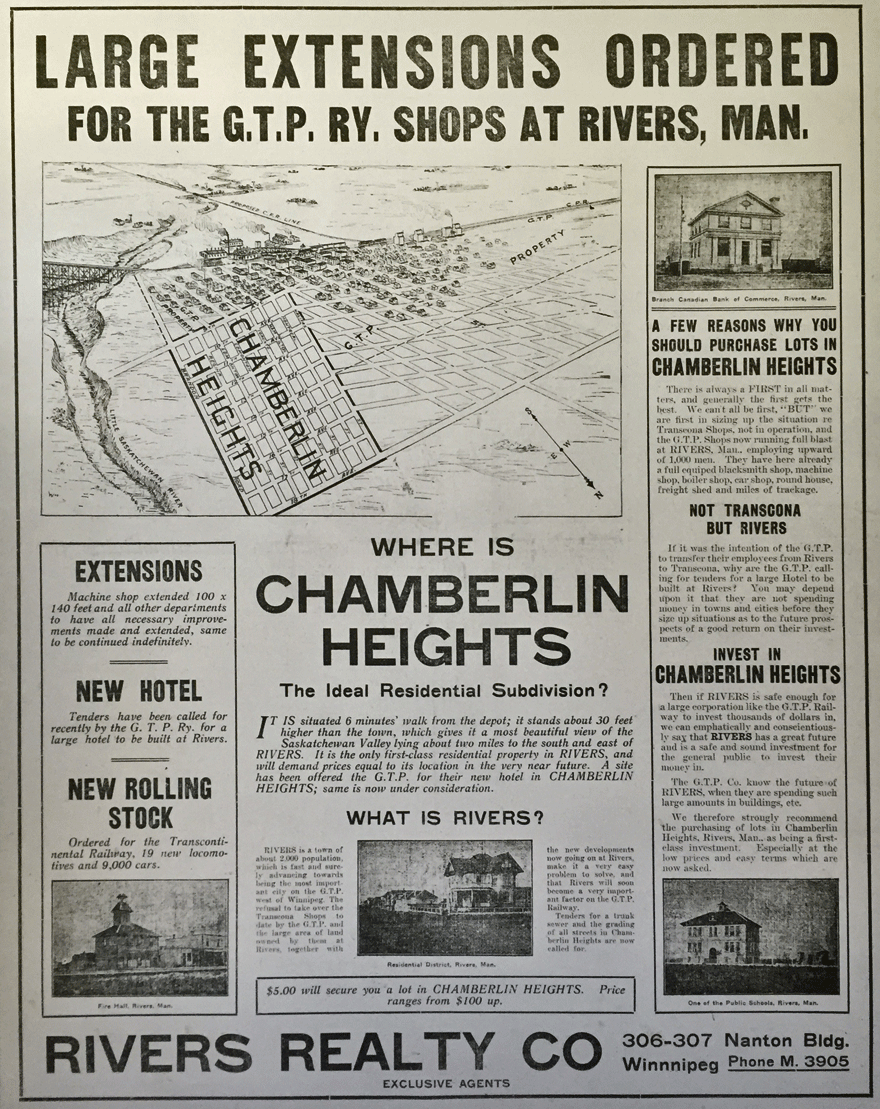 LARGE EXTENSIONS ORDERED
FOR THE G.T.P. RY. SHOPS AT RIVERS, MAN.
PROPOSED C.P.R. LINE
G.T.P.
C.P.R.
PROPERTY
G.T.P.
PROPERTY
G.T.P.
CHAMBERLIN
HEIGHTS
LITTLE SASKATCHEWAN RIVER
S
E
W
N
Branch Canadian Bank of Commerce, Rivers, Man.
A FEW REASONS WHY YOU
SHOULD PURCHASE LOTS IN
CHAMBERLIN HEIGHTS
There is always a FIRST in all mat-
ters, and generally the first gets the
best. We can't all be first, "BUT" we
are first in sizing up the situation re
Transcona Shops, not in operation, and
the G.T.P. Shops now running full blast
at RIVERS, Man., employing upward
of 1,000 men. They have here already
a full equiped blacksmith shop, machine
shop, boiler shop, car shop, round house,
freight shed and miles of trackage.
NOT TRANSCONA
BUT RIVERS
If it was the intention of the G.T.P.
to transfer their employees from Rivers
to Transcona, why are the G.T.P. call-
ing for tenders for a large Hotel to be
built at Rivers? You may depend
upon it that they are not spending
money in towns and cities before they
size up situations as to the future pros-
pects of a good return on their invest-
ments.
INVEST IN
CHAMBERLIN HEIGHTS
Then if RIVERS is safe enough for
a large corporation like the G.T.P. Rail-
way to invest thousands of dollars in,
we can emphatically and conscientious-
ly say that RIVERS has a great future
and is a safe and sound investment for
the general public to invest their
money in.
The G.T.P. Co. know the future of
RIVERS, when they are spending such
large amounts in buildings, etc.
We therefore strongly recommend
the purchasing of lots in Chamberlin
Heights, Rivers, Man., as being a first-
class investment. Especially at the
low prices and easy terms which are
now asked.
One of the Public Schools, Rivers, Man.
EXTENSIONS
Machine shop extended 100 x
140 feet and all other departments
to have all necessary improve-
ments made and extended, same
to be continued indefinitely.
NEW HOTEL
Tenders have been called for
recently by the G. T. P. Ry. for a
large hotel to be built at Rivers.
NEW ROLLING
STOCK
Ordered for the Transconti-
nental Railway, 19 new locomo-
tives and 9,000 cars.
Fire Hall, Rivers, Man.
WHERE IS
CHAMBERLIN
HEIGHTS
The Ideal Residential Subdivision?
IT IS situated 6 minutes' walk from the depot; it stands about 30 feet
higher than the town, which gives it a most beautiful view of the
Saskatchewan Valley lying about two miles to the south and east of
RIVERS. It is the only first-class residential property in RIVERS, and
will demand prices equal to its location in the very near future. A site
has been offered the G.T.P. for their new hotel in CHAMBERLIN
HEIGHTS; same is now under consideration.
WHAT IS RIVERS?
RIVERS is a town of
about 2,000 population,
which is fast and sure-
ly advancing towards
being the most import-
ant city on the G.T.P.
west of Winnipeg. The
refusal to take over the
Transcona Shops to
date by the G.T.P. and
the large area of land
owned by them at
Rivers, together with
the new developments
now going on at Rivers,
make it a very easy
problem to solve, and
that Rivers will soon
become a very import-
ant factor on the G.T.P.
Railway.
Tenders for a trunk
sewer and the grading
of all streets in Cham-
berlin Heights are now
called for.
Residential District, Rivers, Man.
$5.00 will secure you a lot in CHAMBERLIN HEIGHTS. Price
ranges from $100 up.
RIVERS REALTY CO
EXCLUSIVE AGENTS
306-307 Nanton Bldg.
Winnnipeg Phone M. 3905